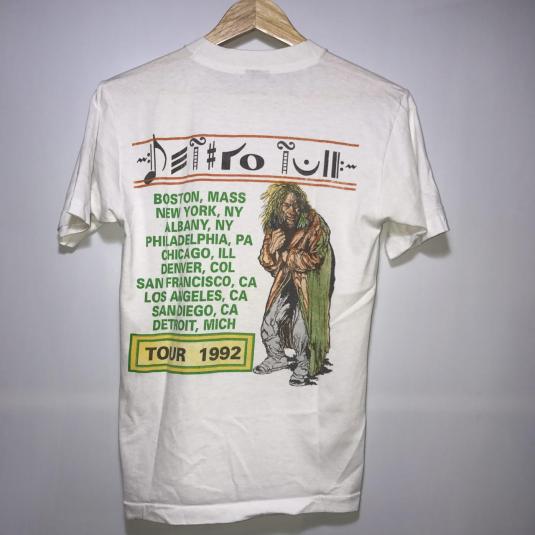 Jethro Tull
BOSTON, MASS
NEW YORK, NY
ALBANY, NY
PHILADELPHIA, PA
CHICAGO, ILL
DENVER, COL
SAN FRANCISCO, CA
LOS ANGELES, CA
SAN DIEGO, CA
DETROIT, MICH
TOUR 1992